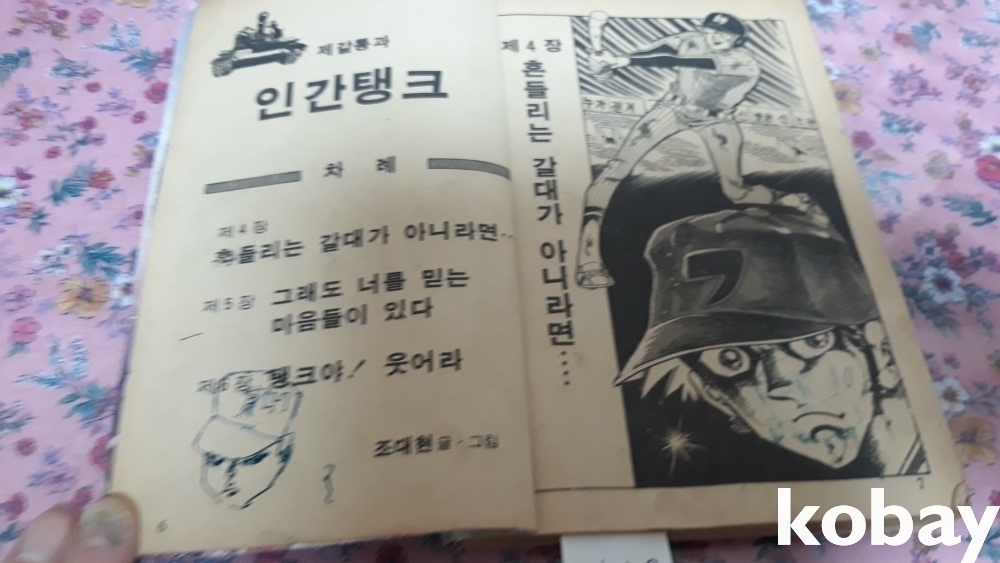 제갈통과
인간탱크
차 례
제4장
흔들리는 갈대가 아니라면‥
제5장 그래도 너를 믿는
마음들이 있다
제6장 탱크야! 웃어라
조대현 글·그림
제4장
흔들리는 갈대가 아니라면‥‥
ㄱ
kobay